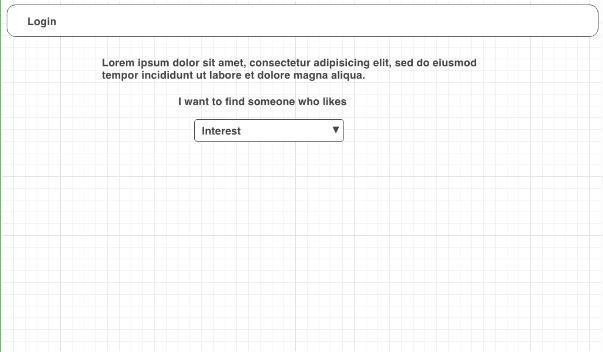 Login
Lorem ipsum dolor sit amet, consectetur adipisicing elit, sed do eiusmod
tempor incididunt ut labore et dolore magna aliqua.
I want to find someone who likes
Interest